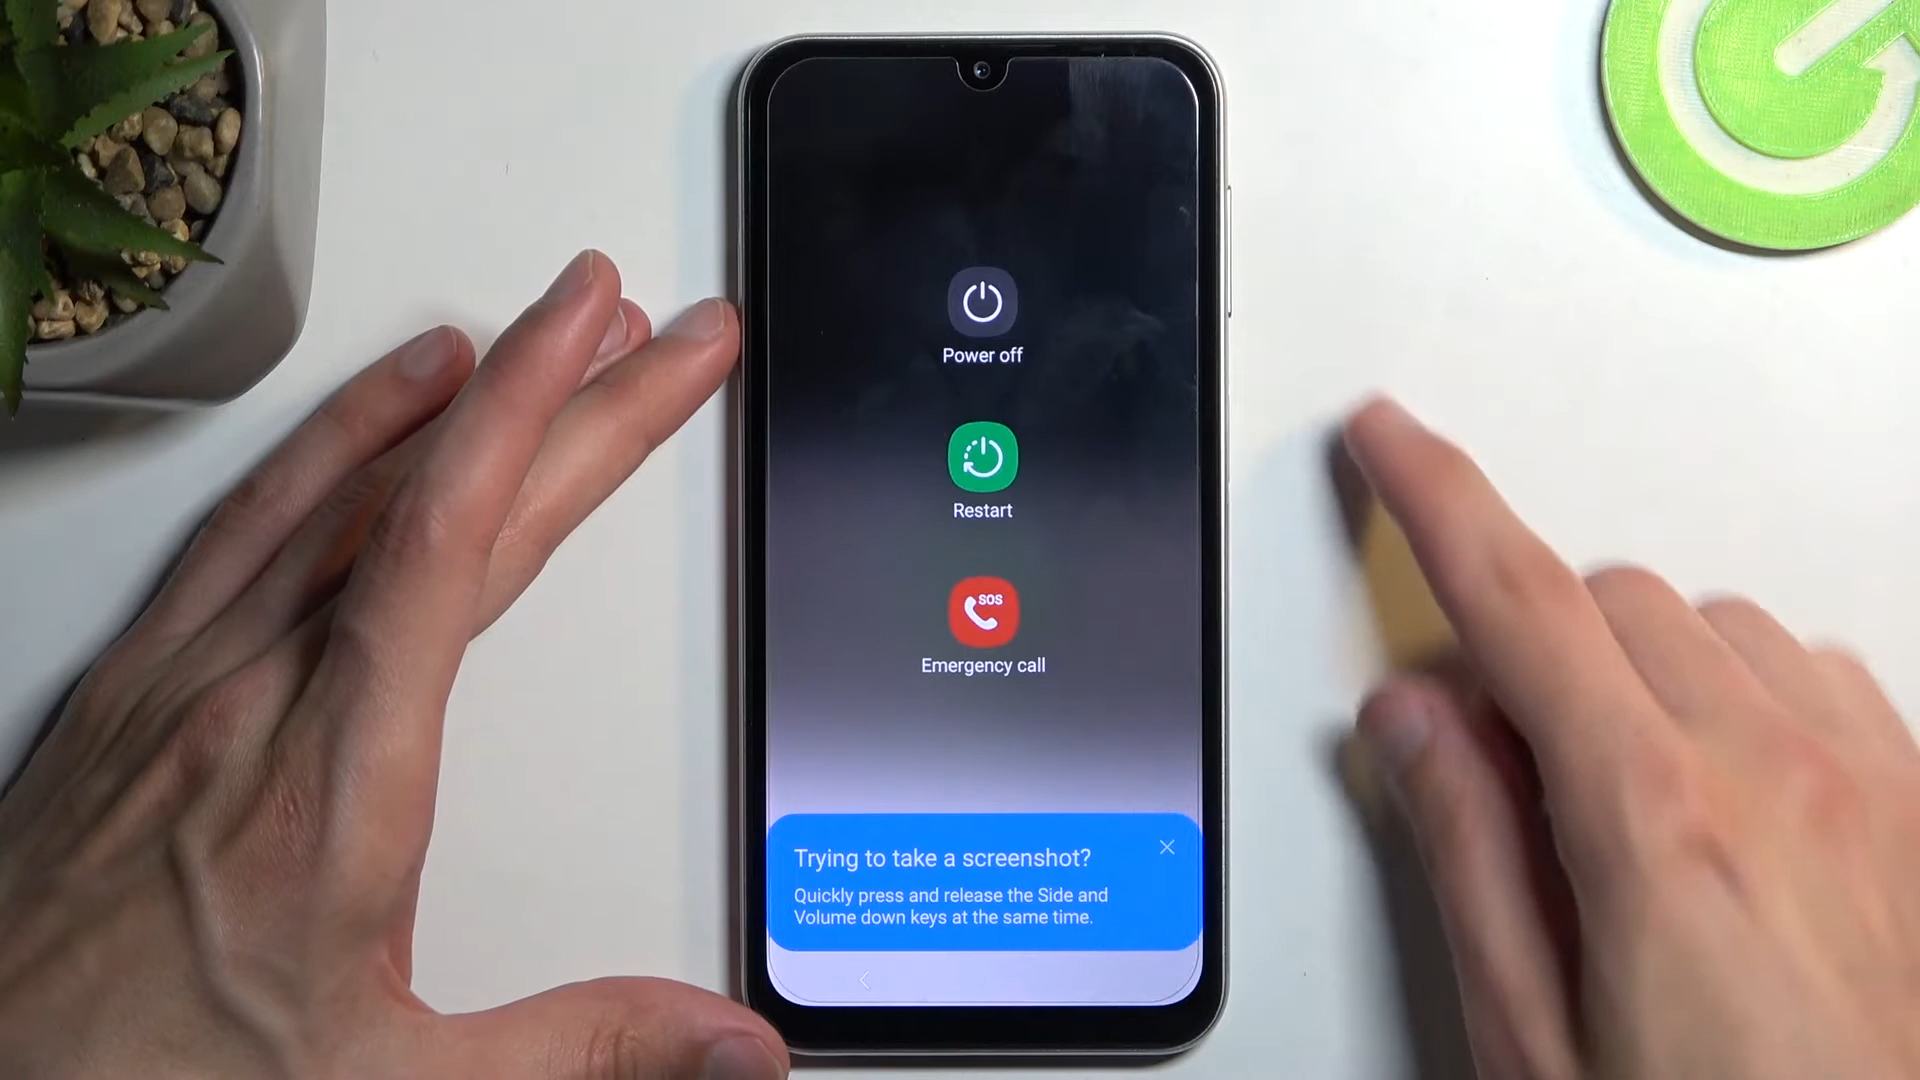 Power off
Restart
SOS
Emergency call
Trying to take a screenshot?
Quickly press and release the Side and
Volume down keys at the same time.